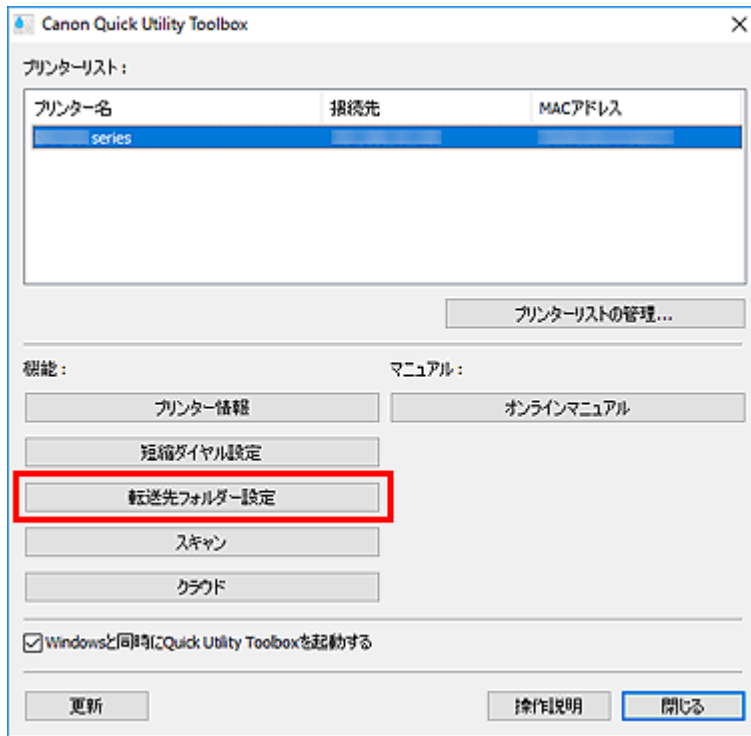 Canon Quick Utility Toolbox
プリンターリスト：
プリンター名 接続先 MACアドレス
series
プリンターリストの管理...
機能： マニュアル：
プリンター情報 オンラインマニュアル
短縮ダイヤル設定
転送先フォルダー設定
スキャン
クラウド
Windowsと同時にQuick Utility Toolboxを起動する
更新 操作説明 閉じる